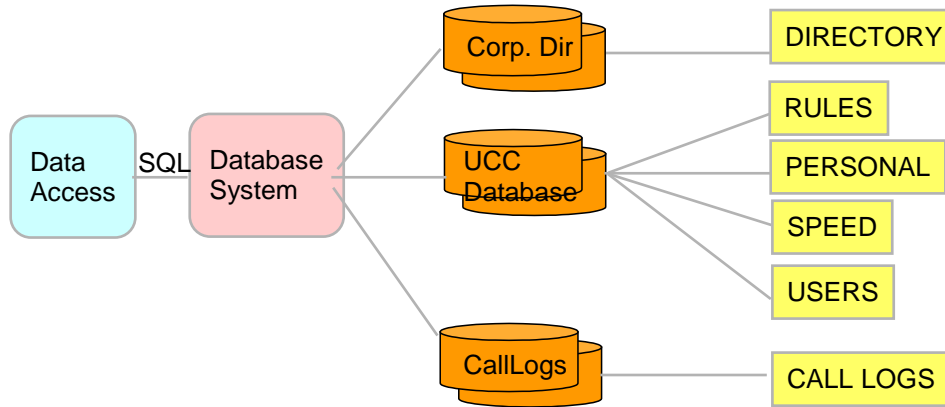 Data
Access
SQL
Database
System
Corp. Dir
UCC
Database
CallLogs
DIRECTORY
RULES
PERSONAL
SPEED
USERS
CALL LOGS